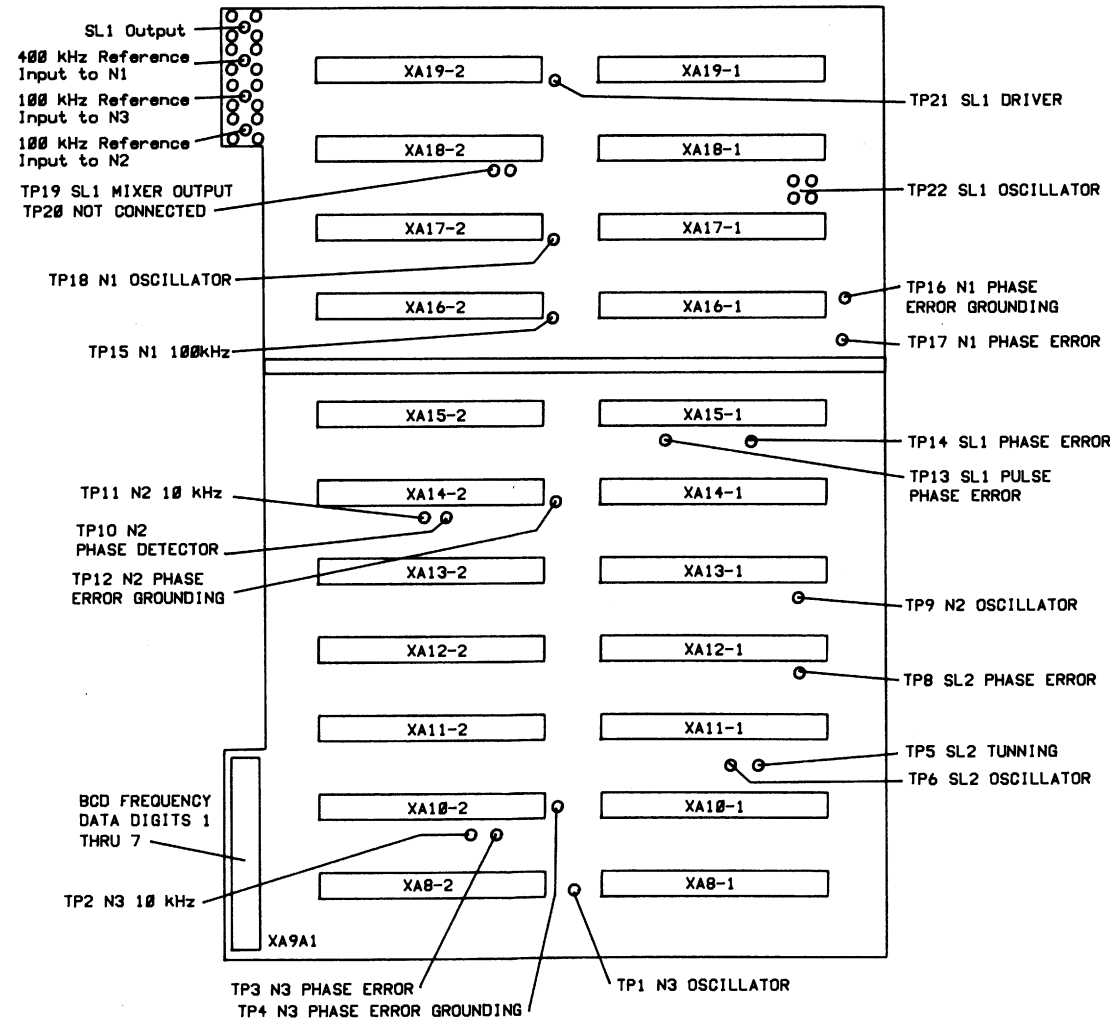 SL1 Output
400 kHz Reference
Input to N1
100 kHz Reference
Input to N3
100 kHz Reference
Input to N2
XA19-2
XA19-1
TP21 SL1 DRIVER
XA18-2
XA18-1
TP19 SL1 MIXER OUTPUT
TP20 NOT CONNECTED
TP22 SL1 OSCILLATOR
XA17-2
XA17-1
TP18 N1 OSCILLATOR
TP16 N1 PHASE
ERROR GROUNDING
XA16-2
XA16-1
TP15 N1 100kHz
TP17 N1 PHASE ERROR
XA15-2
XA15-1
TP14 SL1 PHASE ERROR
TP13 SL1 PULSE
PHASE ERROR
TP11 N2 10 kHz
XA14-2
XA14-1
TP10 N2
PHASE DETECTOR
TP12 N2 PHASE
ERROR GROUNDING
XA13-2
XA13-1
TP9 N2 OSCILLATOR
XA12-2
XA12-1
TP8 SL2 PHASE ERROR
XA11-2
XA11-1
TP5 SL2 TUNNING
TP6 SL2 OSCILLATOR
BCD FREQUENCY
DATA DIGITS 1
THRU 7
XA10-2
XA10-1
XA8-2
XA8-1
TP2 N3 10 kHz
XA9A1
TP3 N3 PHASE ERROR
TP4 N3 PHASE ERROR GROUNDING
TP1 N3 OSCILLATOR